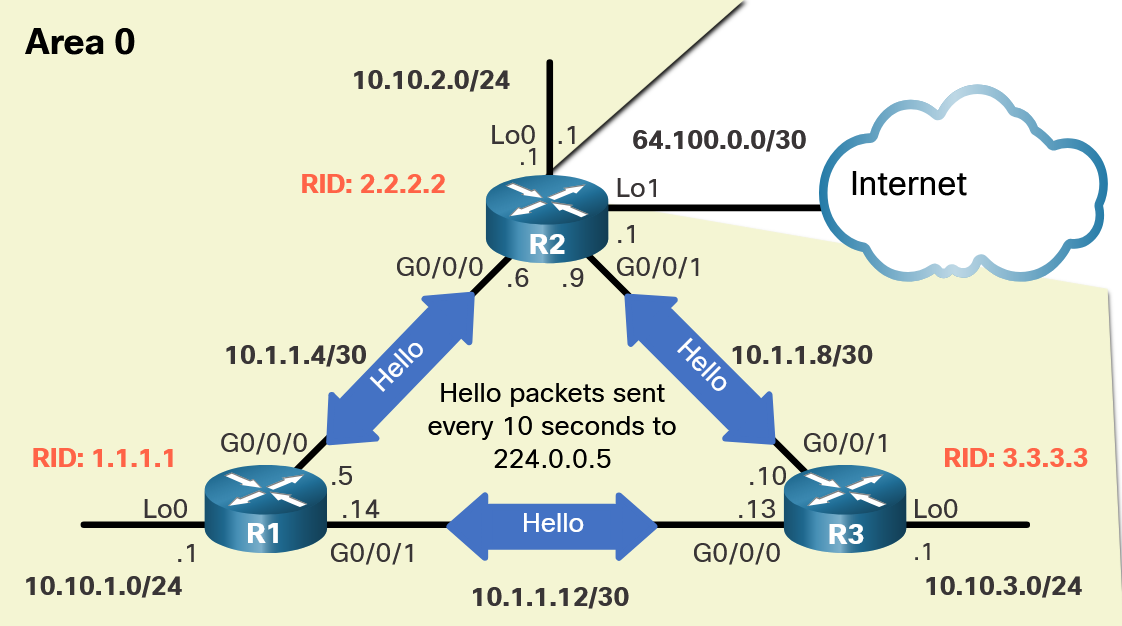 Area 0
10.10.2.0/24
Lo0
.1
.1
64.100.0.0/30
RID: 2.2.2.2
Lo1
Internet
R2
.1
G0/0/0
.6
.9
G0/0/1
10.1.1.4/30
Hello
Hello
10.1.1.8/30
Hello packets sent
every 10 seconds to
224.0.0.5
RID: 1.1.1.1
G0/0/0
.5
G0/0/1
.10
RID: 3.3.3.3
Lo0
R1
.14
Hello
.13
R3
Lo0
.1
G0/0/1
G0/0/0
.1
10.10.1.0/24
10.1.1.12/30
10.10.3.0/24